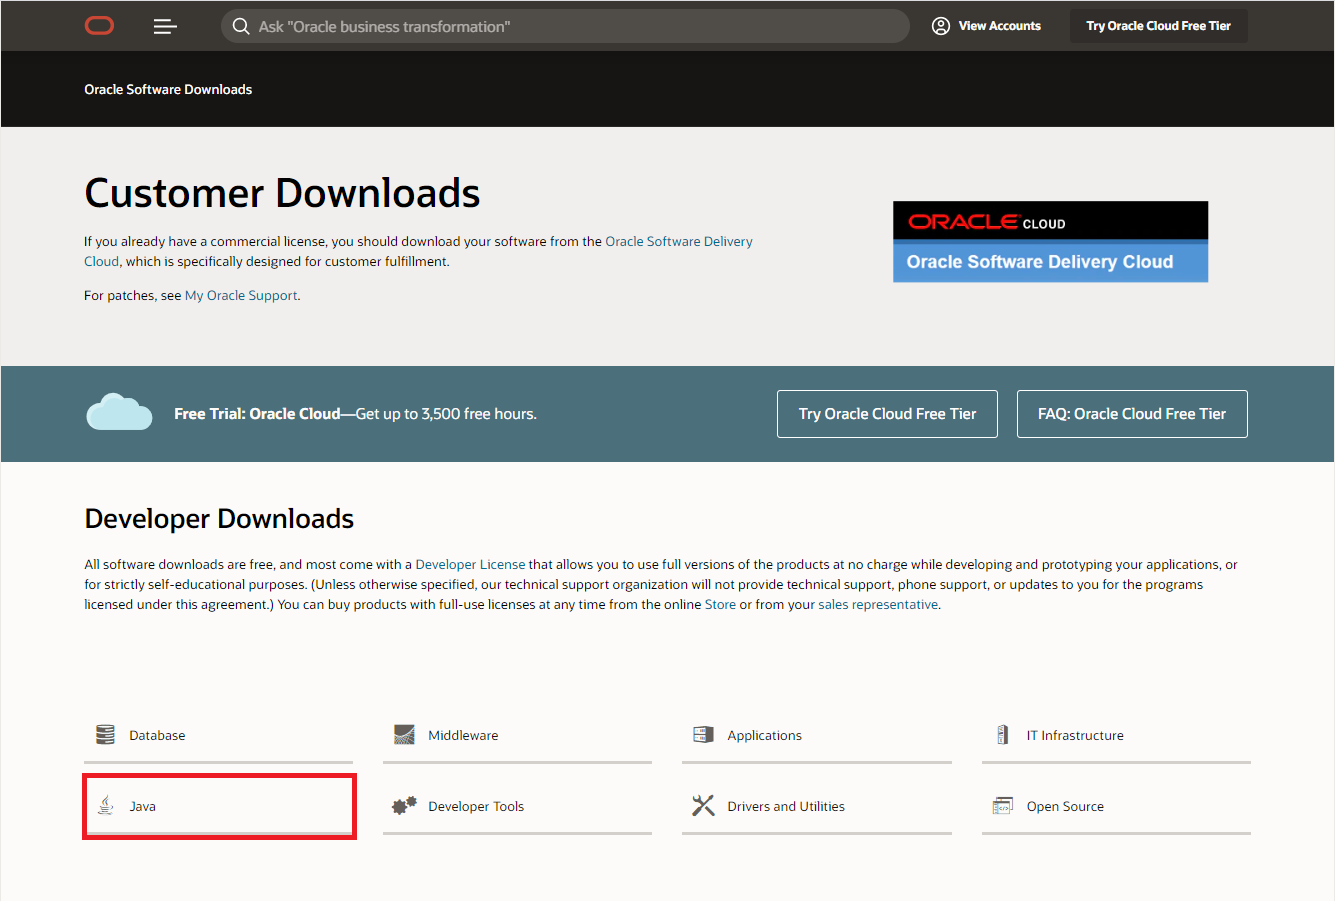 Ask "Oracle business transformation"
View Accounts
Try Oracle Cloud Free Tier
Oracle Software Downloads
Customer Downloads
If you already have a commercial license, you should download your software from the Oracle Software Delivery
Cloud, which is specifically designed for customer fulfillment.
For patches, see My Oracle Support.
ORACLE CLOUD
Oracle Software Delivery Cloud
Free Trial: Oracle Cloud—Get up to 3,500 free hours.
Try Oracle Cloud Free Tier
FAQ: Oracle Cloud Free Tier
Developer Downloads
All software downloads are free, and most come with a Developer License that allows you to use full versions of the products at no charge while developing and prototyping your applications, or
for strictly self-educational purposes. (Unless otherwise specified, our technical support organization will not provide technical support, phone support, or updates to you for the programs
licensed under this agreement.) You can buy products with full-use licenses at any time from the online Store or from your sales representative.
Database
Middleware
Applications
IT Infrastructure
Java
Developer Tools
Drivers and Utilities
Open Source